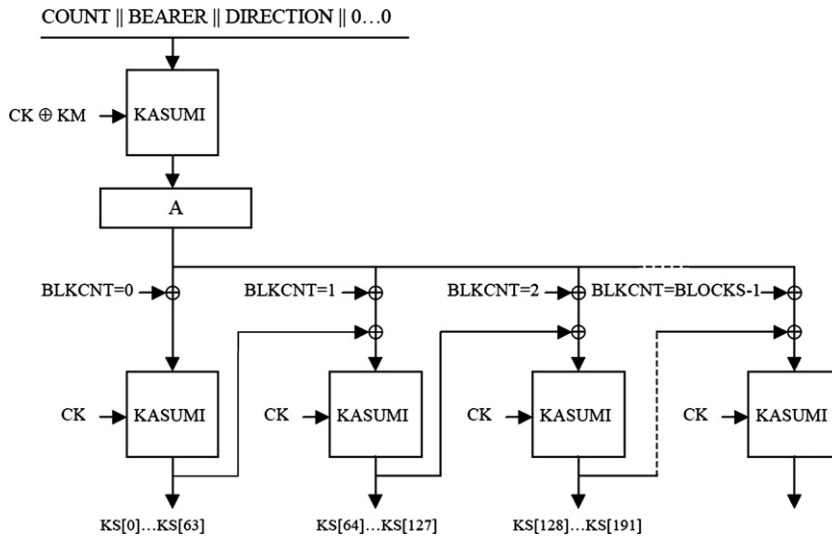 COUNT || BEARER || DIRECTION || 0…0
CK ⊕ KM
KASUMI
A
BLKCNT=0
BLKCNT=1
BLKCNT=2
BLKCNT=BLOCKS-1
CK
KASUMI
CK
KASUMI
CK
KASUMI
CK
KASUMI
KS[0]…KS[63]
KS[64]…KS[127]
KS[128]…KS[191]